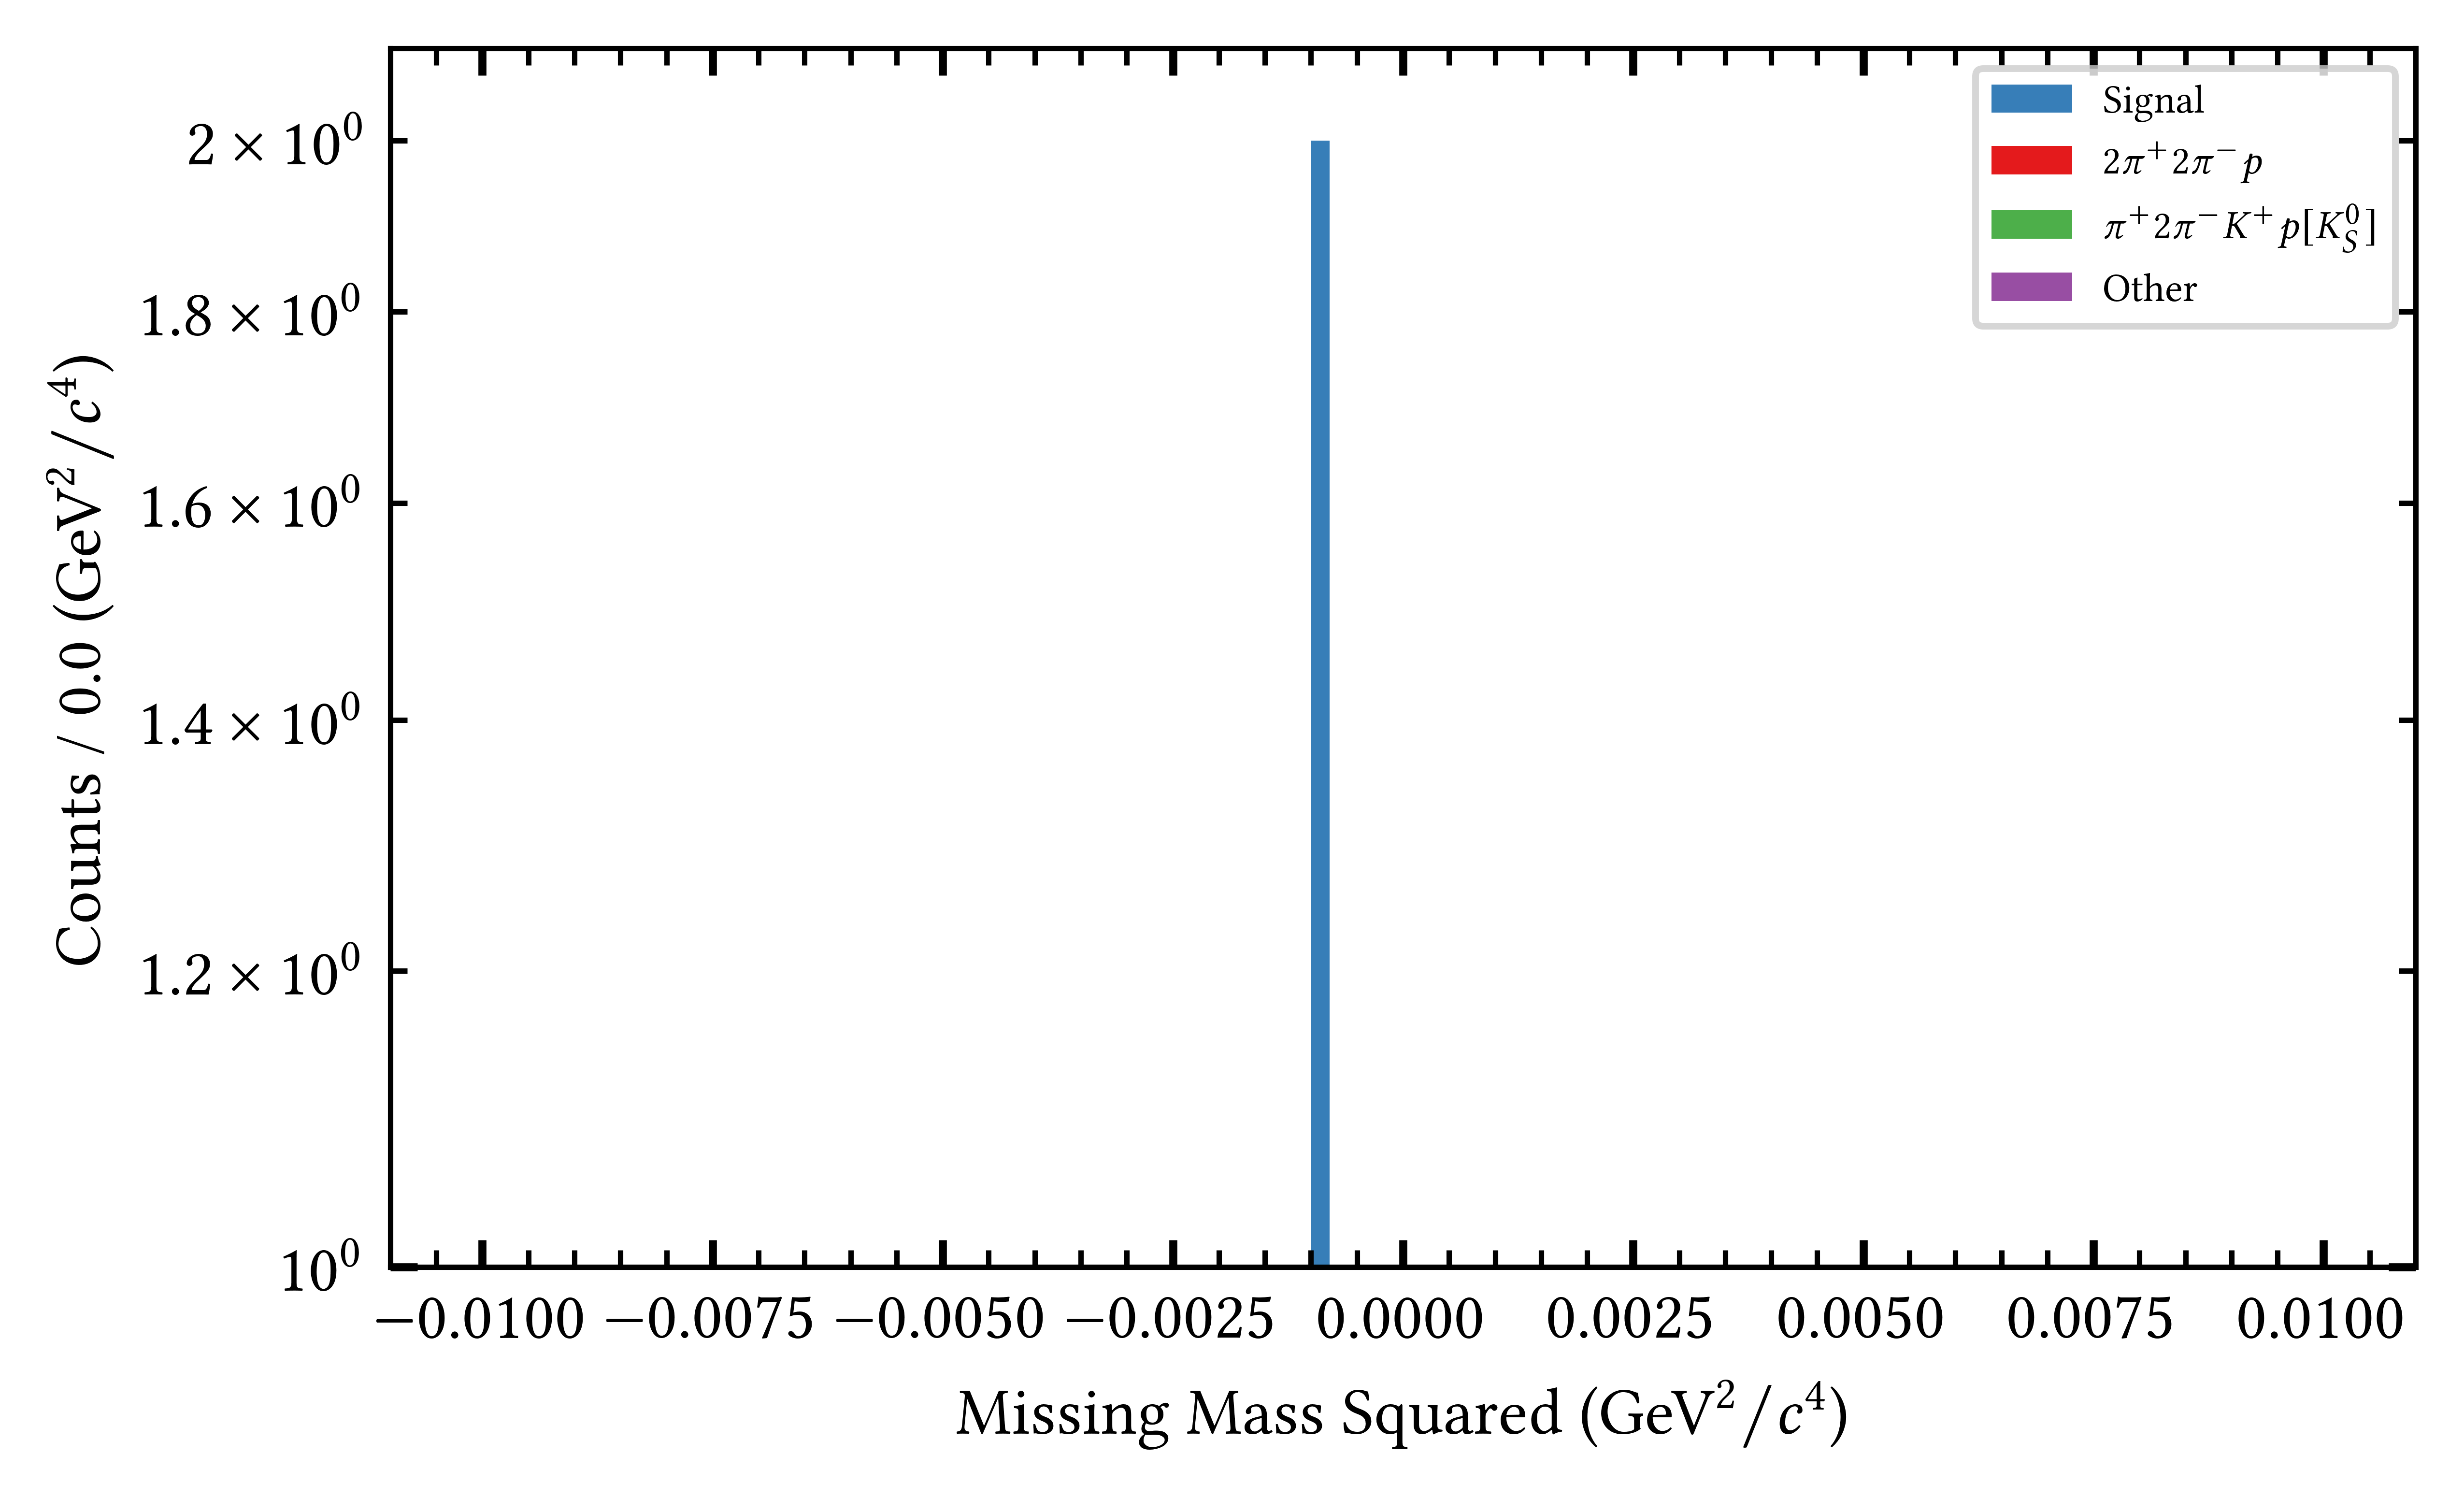 Signal
2π⁺2π⁻p
π⁺2π⁻K⁺p[K⁰_S]
Other
2 × 10⁰
1.8 × 10⁰
1.6 × 10⁰
1.4 × 10⁰
1.2 × 10⁰
10⁰
Counts / 0.0 (GeV²/c⁴)
−0.0100 −0.0075 −0.0050 −0.0025 0.0000 0.0025 0.0050 0.0075 0.0100
Missing Mass Squared (GeV²/c⁴)